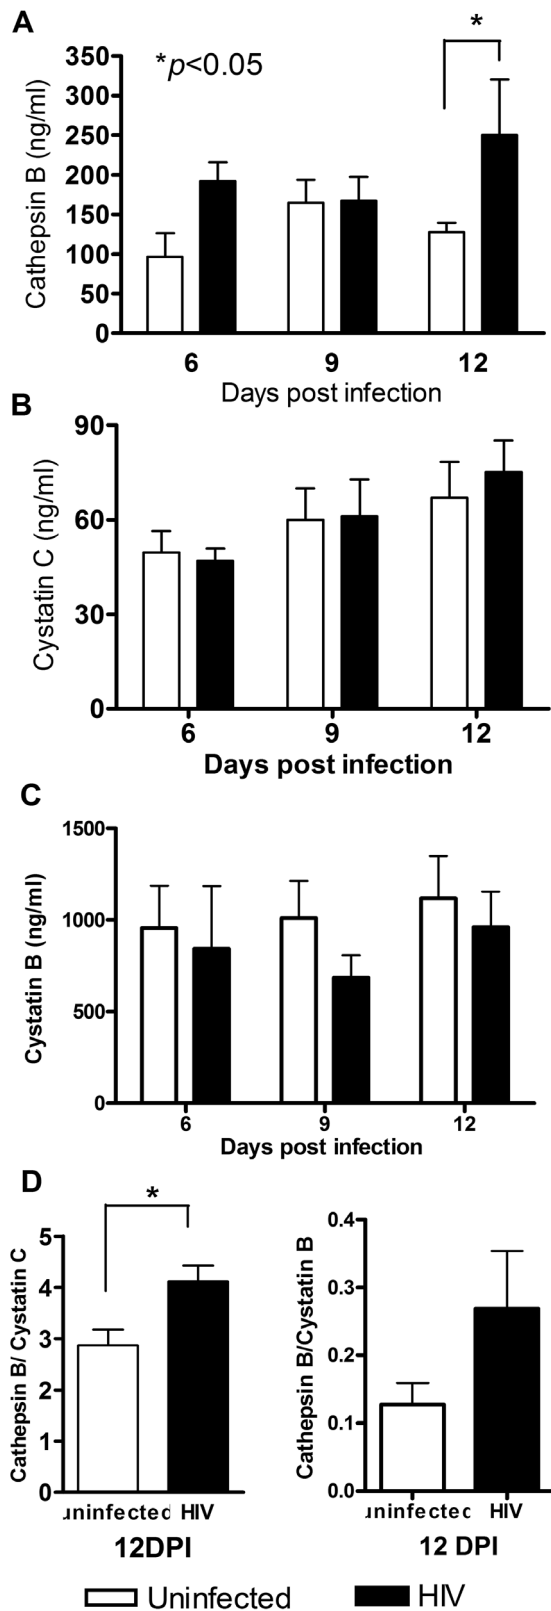 A
*p<0.05
*
350
300
250
200
150
100
50
0
Cathepsin B (ng/ml)
6 9 12
Days post infection
B
90
60
30
0
Cystatin C (ng/ml)
6 9 12
Days post infection
C
1500
1000
500
0
Cystatin B (ng/ml)
6 9 12
Days post infection
D
*
5
4
3
2
1
0
Cathepsin B/ Cystatin C
uninfected HIV
12DPI
0.4
0.3
0.2
0.1
0.0
Cathepsin B/Cystatin B
uninfected HIV
12 DPI
Uninfected HIV